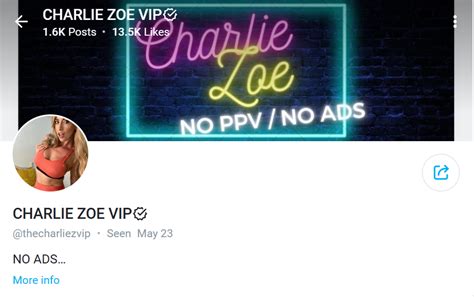 CHARLIE ZOE VIP
1.6K Posts • 13.5K Likes
Charlie
Zoe
NO PPV / NO ADS
CHARLIE ZOE VIP
@thecharliezvip • Seen May 23
NO ADS...
More info